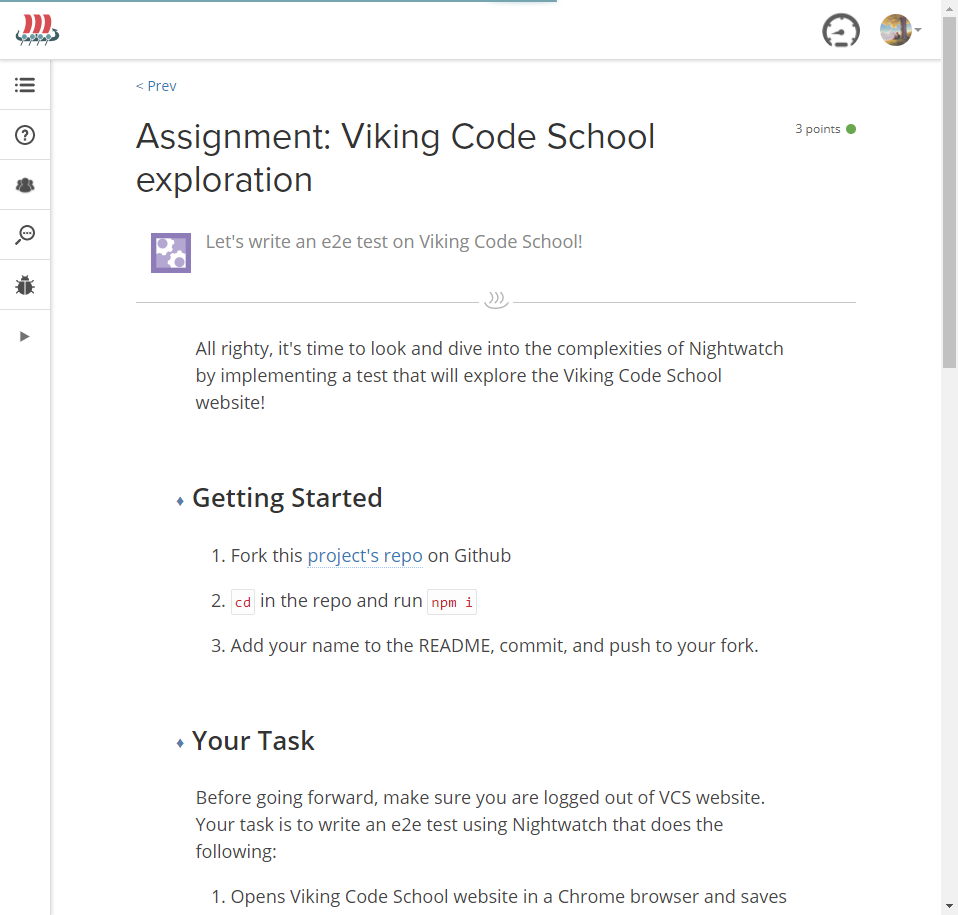 < Prev
Assignment: Viking Code School
exploration
3 points
Let's write an e2e test on Viking Code School!
All righty, it's time to look and dive into the complexities of Nightwatch
by implementing a test that will explore the Viking Code School
website!
Getting Started
1. Fork this project's repo on Github
2. cd in the repo and run npm i
3. Add your name to the README, commit, and push to your fork.
Your Task
Before going forward, make sure you are logged out of VCS website.
Your task is to write an e2e test using Nightwatch that does the
following:
1. Opens Viking Code School website in a Chrome browser and saves